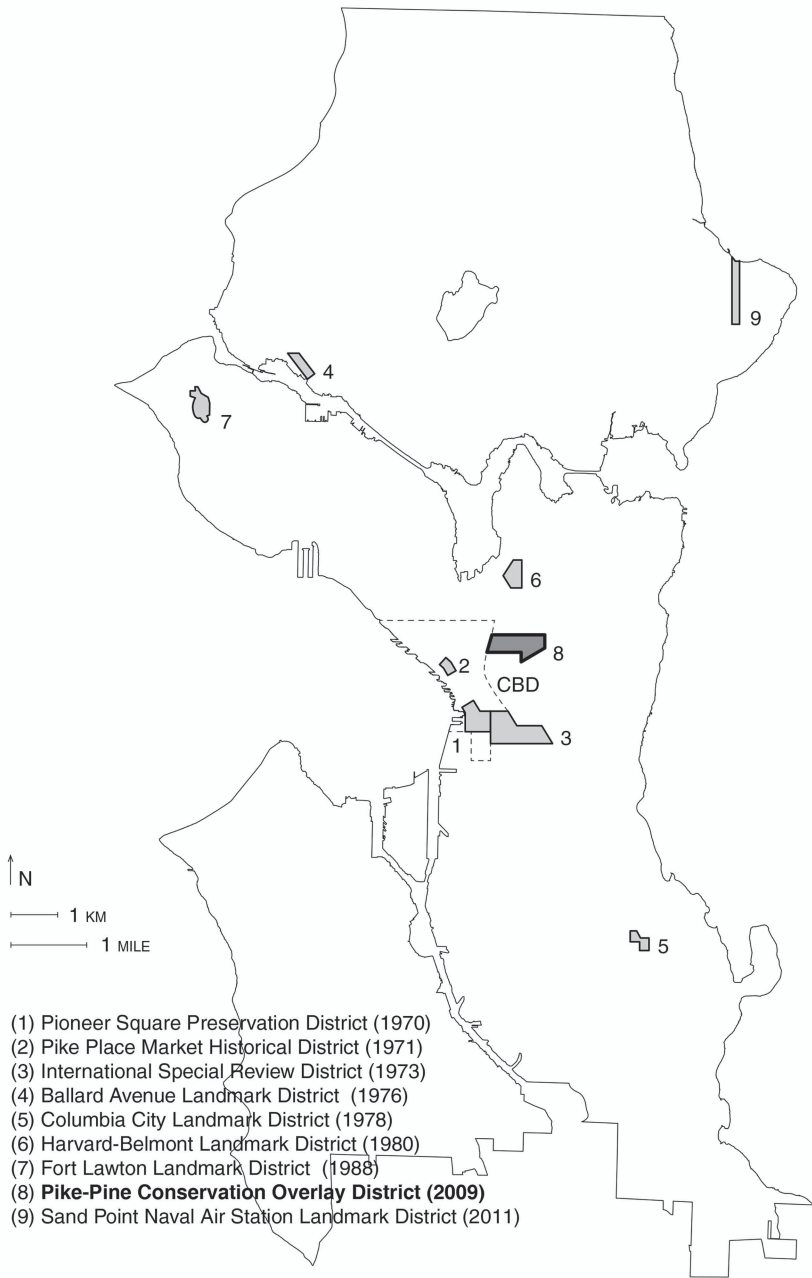 9
4
7
6
8
2
CBD
1
3
N
1 KM
1 MILE
5
(1) Pioneer Square Preservation District (1970)
(2) Pike Place Market Historical District (1971)
(3) International Special Review District (1973)
(4) Ballard Avenue Landmark District (1976)
(5) Columbia City Landmark District (1978)
(6) Harvard-Belmont Landmark District (1980)
(7) Fort Lawton Landmark District (1988)
(8) Pike-Pine Conservation Overlay District (2009)
(9) Sand Point Naval Air Station Landmark District (2011)